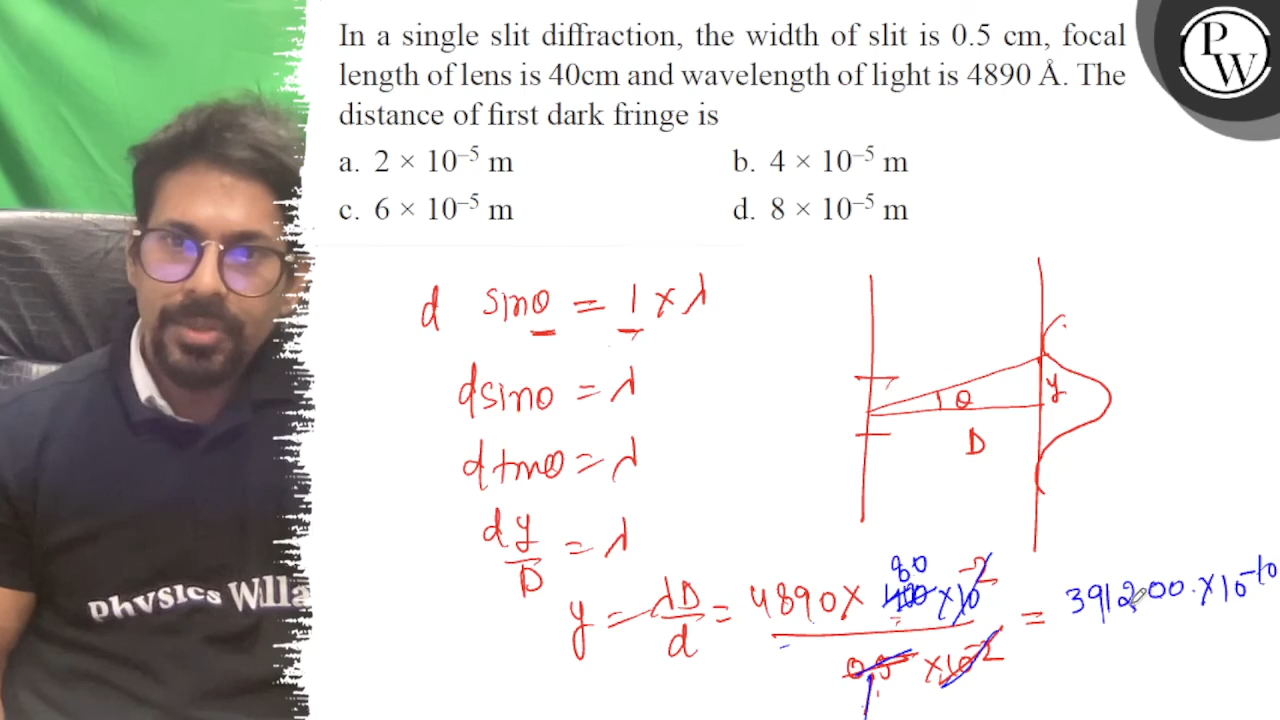 In a single slit diffraction, the width of slit is 0.5 cm, focal
length of lens is 40cm and wavelength of light is 4890 Å. The
distance of first dark fringe is
a. 2 × 10⁻⁵ m
b. 4 × 10⁻⁵ m
c. 6 × 10⁻⁵ m
d. 8 × 10⁻⁵ m
PW
d sinθ = 1 × λ
dsinθ = λ
d tanθ = λ
dy/D = λ
y = λD/d = 4890 × 80 × 10⁻² / 1 × 10⁻² = 391200. × 10⁻¹⁰
θ
y
D
Physics Walla